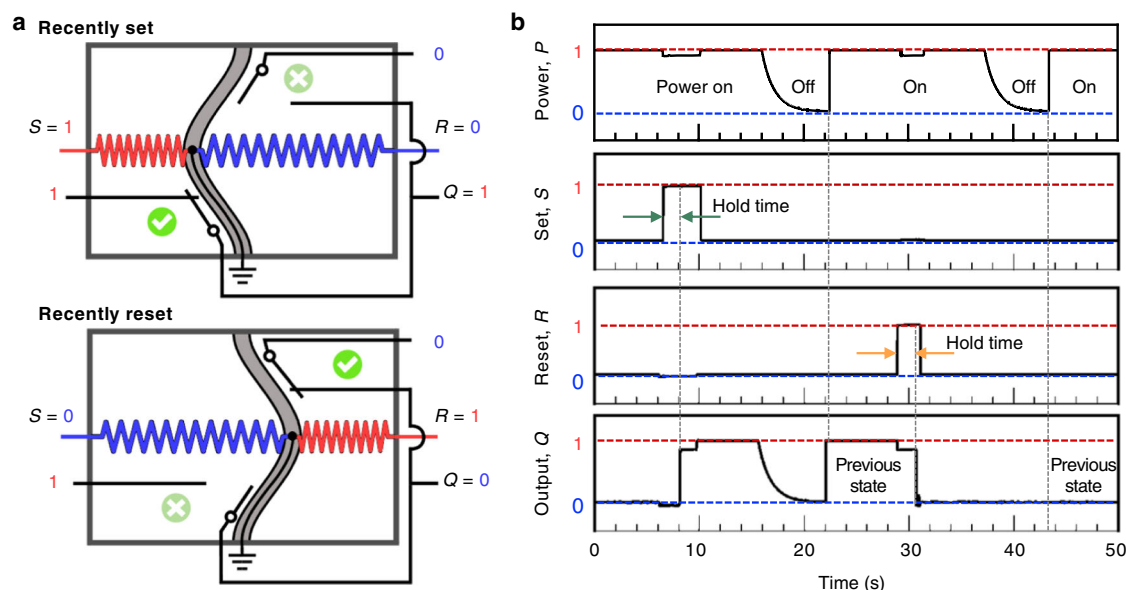 a
Recently set
0
S = 1
R = 0
1
Q = 1
Recently reset
0
S = 0
R = 1
1
Q = 0
b
Power, P
1
0
Power on
Off
On
Off
On
Set, S
1
0
Hold time
Reset, R
1
0
Hold time
Output, Q
1
0
Previous
state
Previous
state
0 10 20 30 40 50
Time (s)